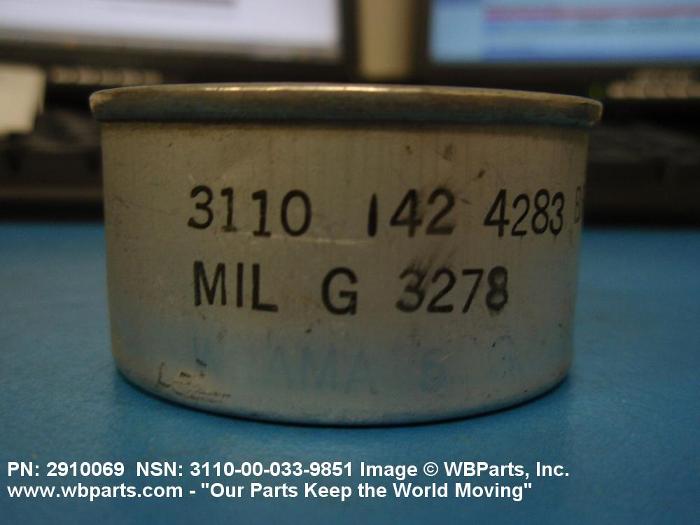 3110 142 4283
MIL G 3278
PN: 2910069 NSN: 3110-00-033-9851 Image © WBParts, Inc.
www.wbparts.com - "Our Parts Keep the World Moving"